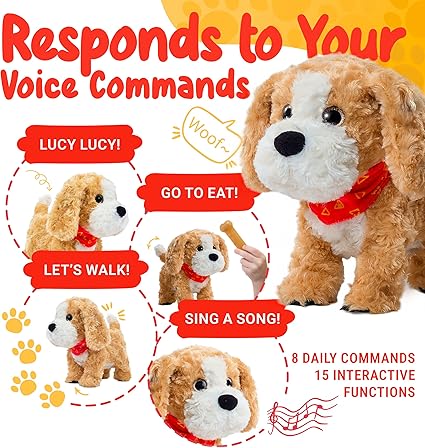 Responds to Your
Voice Commands
Woof~
LUCY LUCY!
GO TO EAT!
LET'S WALK!
SING A SONG!
8 DAILY COMMANDS
15 INTERACTIVE
FUNCTIONS